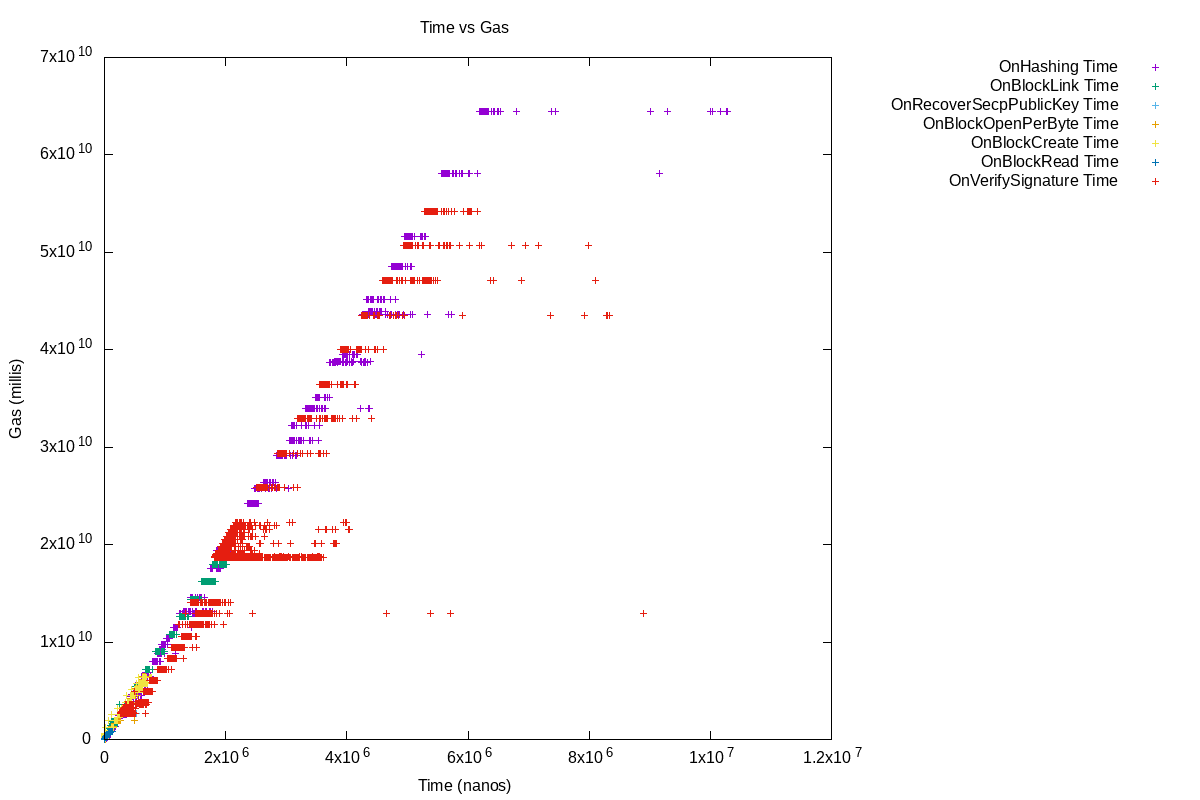 Time vs Gas
7x10^10
6x10^10
5x10^10
4x10^10
3x10^10
2x10^10
1x10^10
0
Gas (millis)
0 2x10^6 4x10^6 6x10^6 8x10^6 1x10^7 1.2x10^7
Time (nanos)
OnHashing Time
OnBlockLink Time
OnRecoverSecpPublicKey Time
OnBlockOpenPerByte Time
OnBlockCreate Time
OnBlockRead Time
OnVerifySignature Time